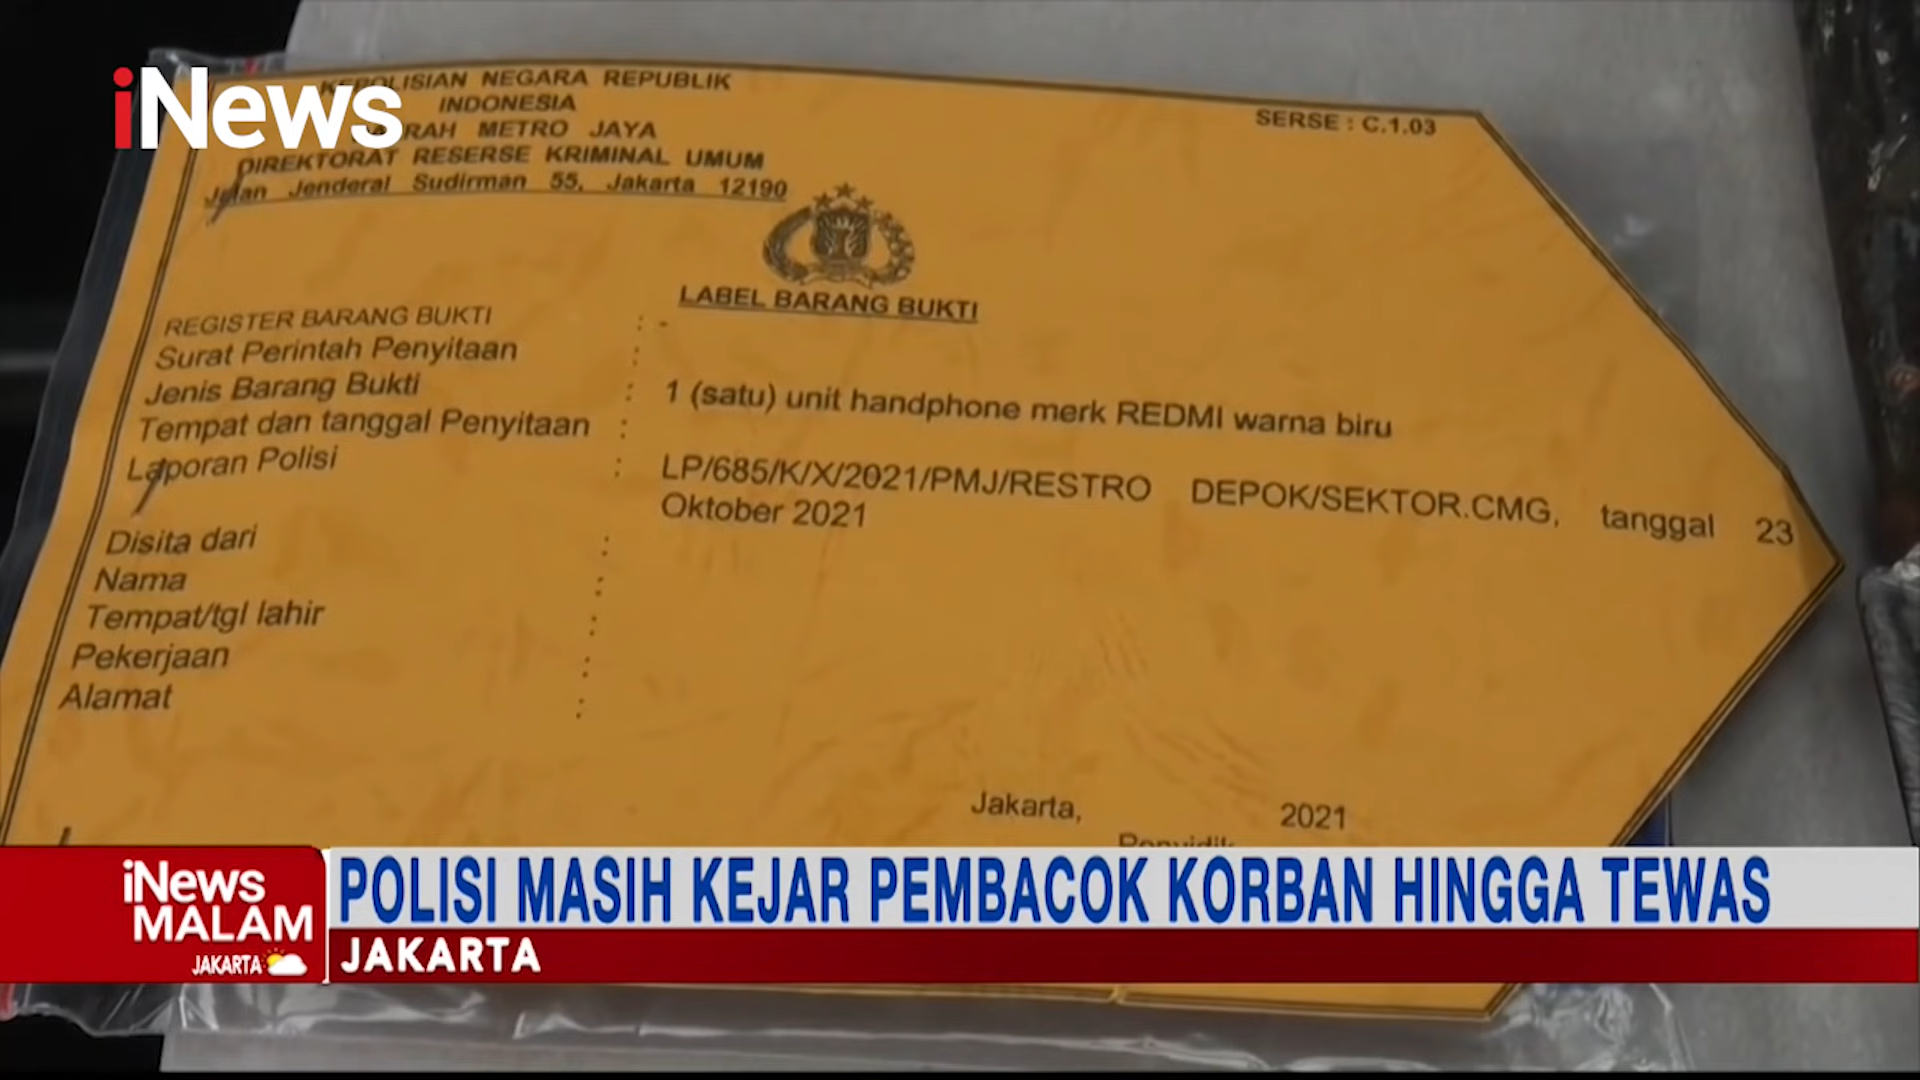 iNews
KEPOLISIAN NEGARA REPUBLIK
INDONESIA
METRO JAYA
DIREKTORAT RESERSE KRIMINAL UMUM
Jalan Jenderal Sudirman 55, Jakarta 12190
SERSE : C.1.03
LABEL BARANG BUKTI
REGISTER BARANG BUKTI : -
Surat Perintah Penyitaan :
Jenis Barang Bukti : 1 (satu) unit handphone merk REDMI warna biru
Tempat dan tanggal Penyitaan :
Laporan Polisi : LP/685/K/X/2021/PMJ/RESTRO DEPOK/SEKTOR.CMG, tanggal 23
Oktober 2021
Disita dari :
Nama :
Tempat/tgl lahir :
Pekerjaan :
Alamat :
Jakarta, 2021
Penyidik
iNews
MALAM
JAKARTA
POLISI MASIH KEJAR PEMBACOK KORBAN HINGGA TEWAS
JAKARTA